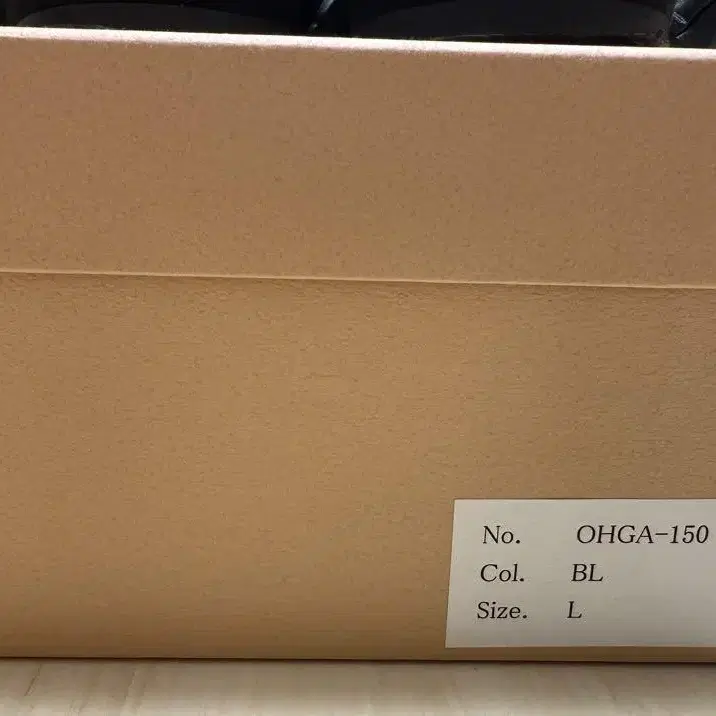 No. OHGA-150
Col. BL
Size. L